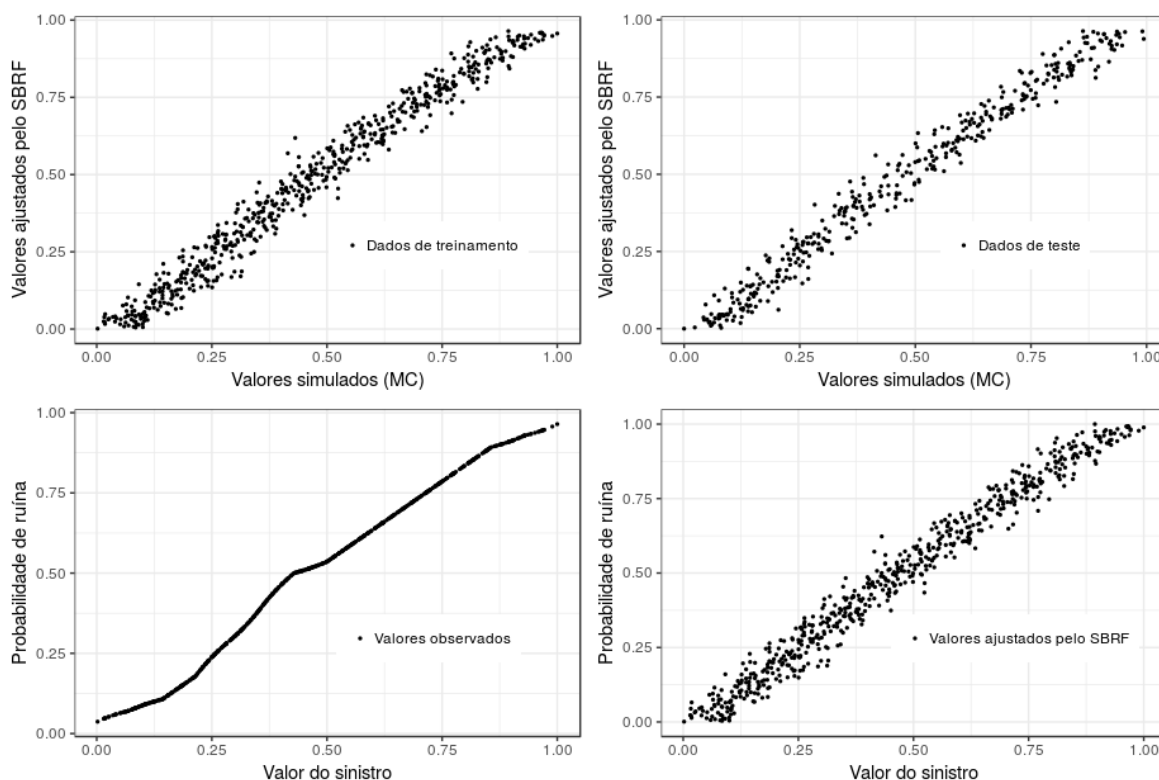 Valores ajustados pelo SBRF
1.00
0.75
0.50
0.25
0.00
Dados de treinamento
0.00 0.25 0.50 0.75 1.00
Valores simulados (MC)
Valores ajustados pelo SBRF
1.00
0.75
0.50
0.25
0.00
Dados de teste
0.00 0.25 0.50 0.75 1.00
Valores simulados (MC)
Probabilidade de ruína
1.00
0.75
0.50
0.25
0.00
Valores observados
0.00 0.25 0.50 0.75 1.00
Valor do sinistro
Probabilidade de ruína
1.00
0.75
0.50
0.25
0.00
Valores ajustados pelo SBRF
0.00 0.25 0.50 0.75 1.00
Valor do sinistro